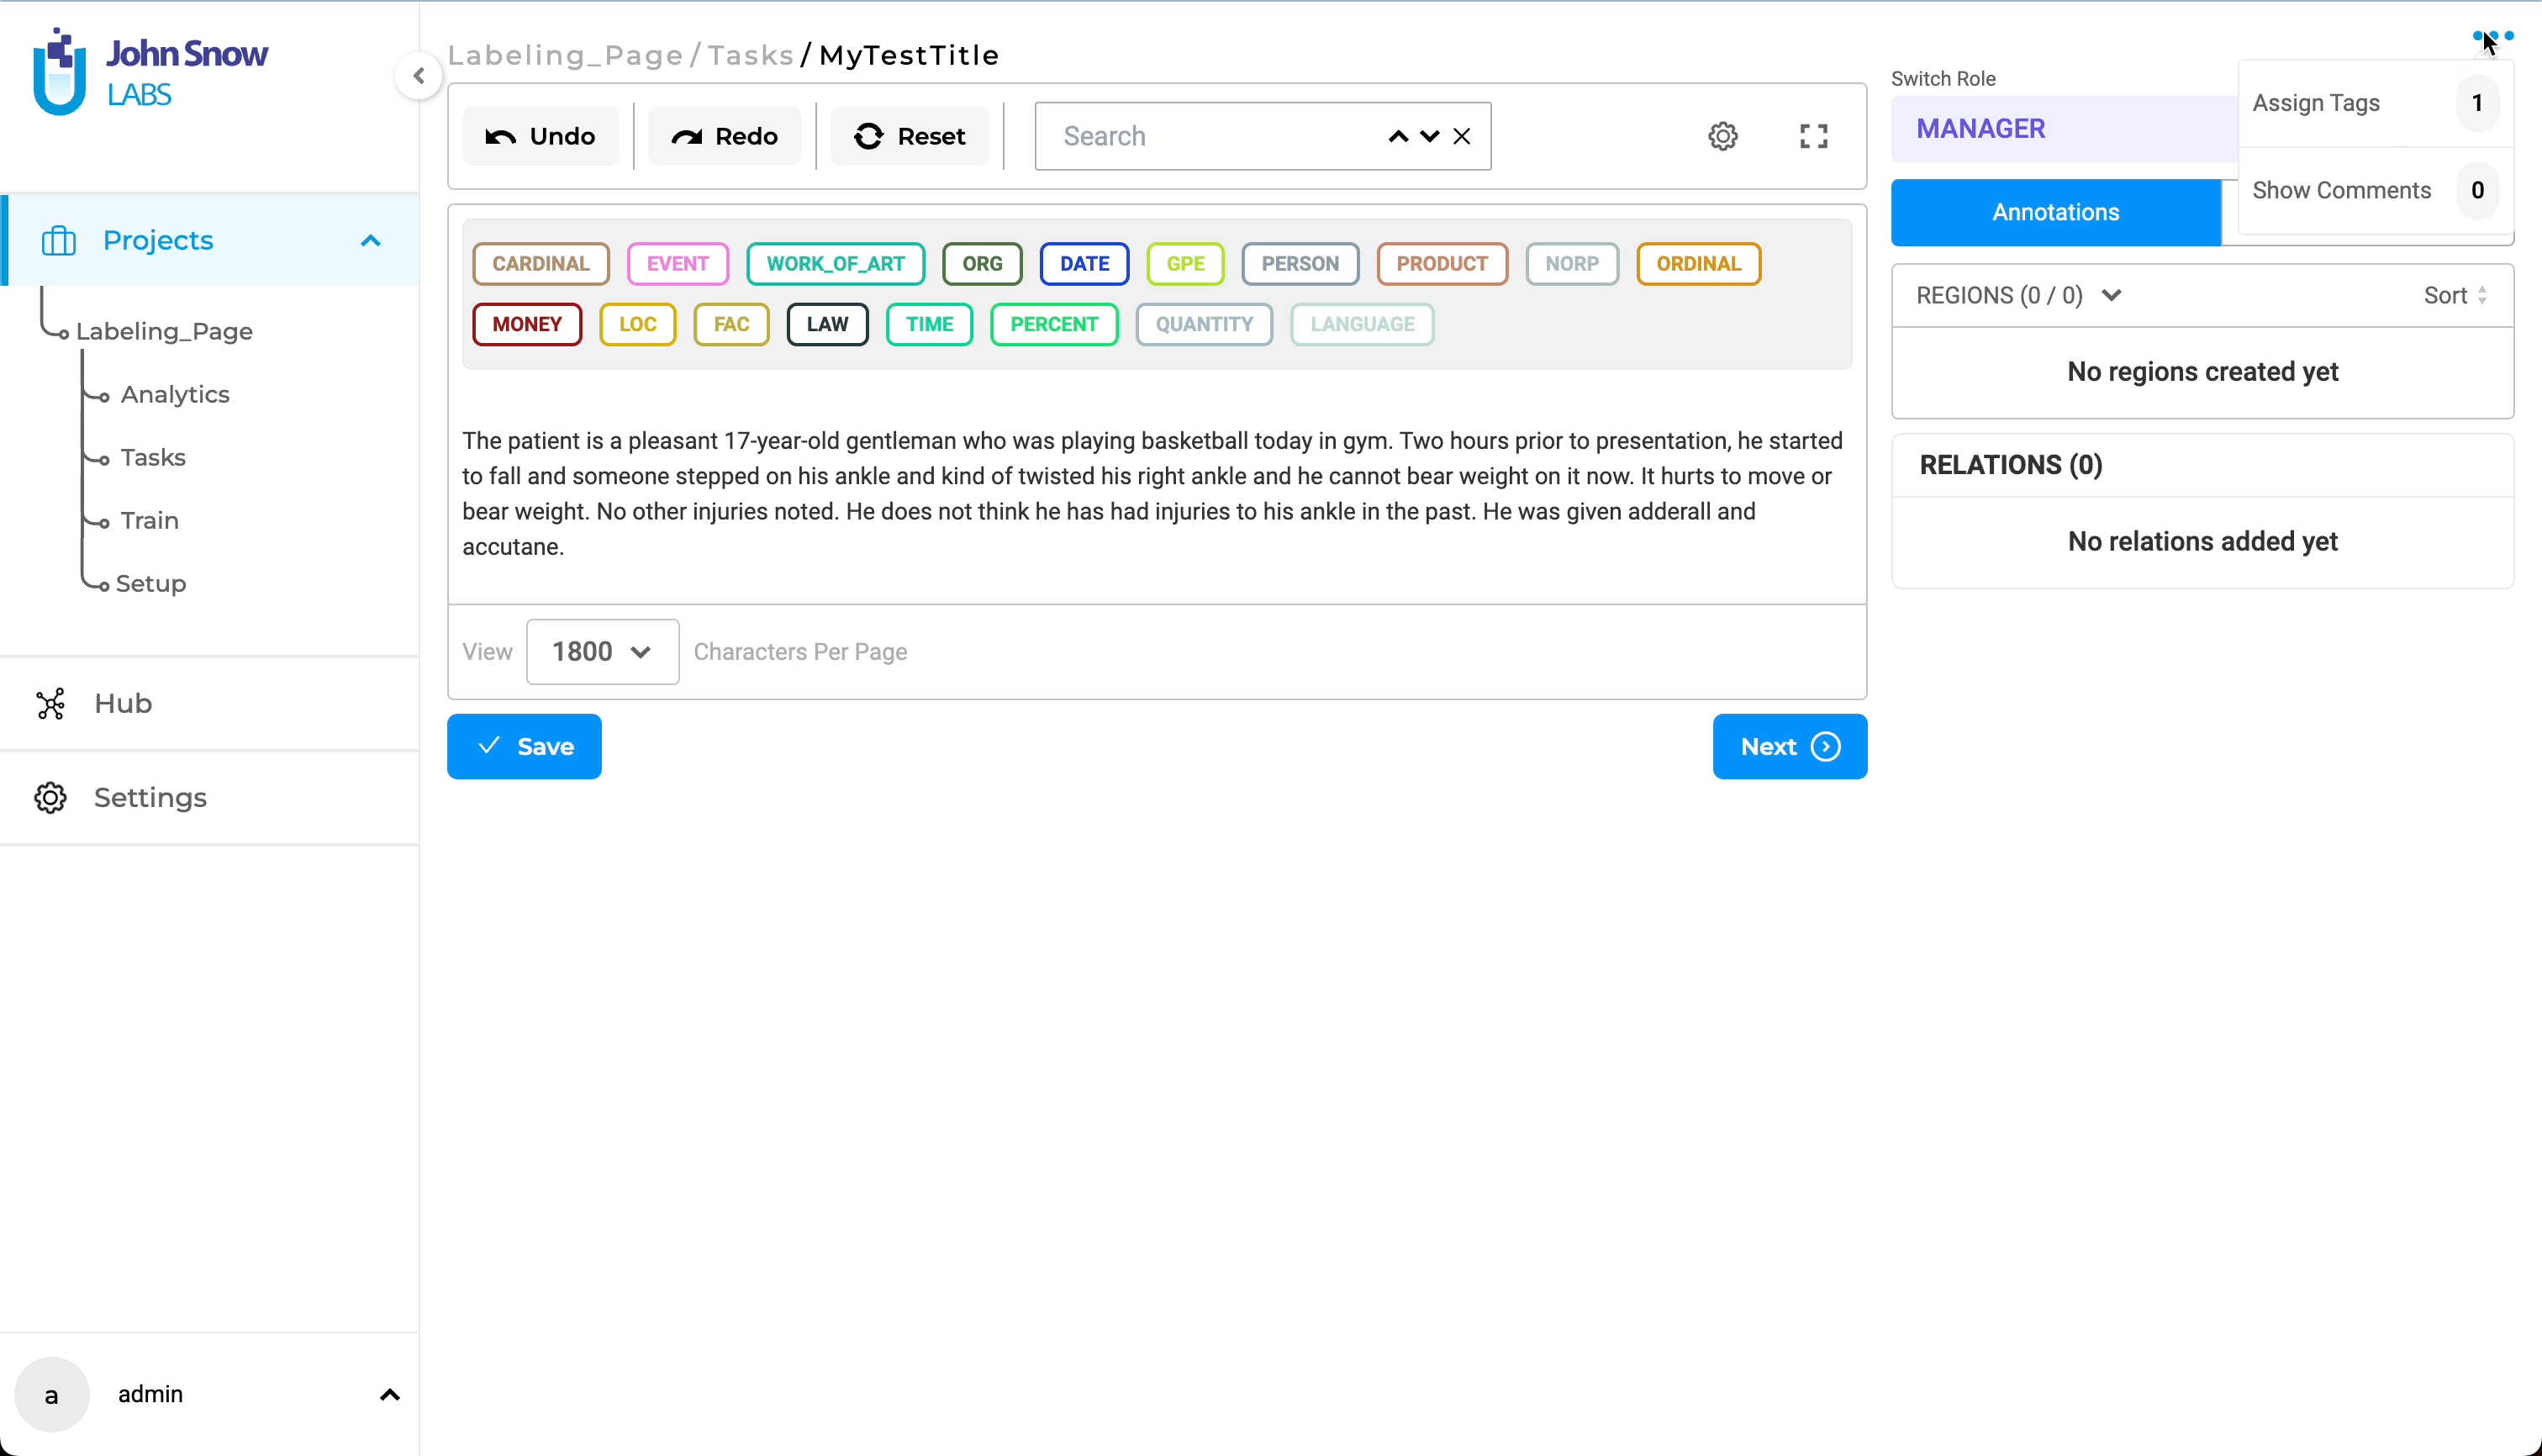 John Snow
LABS
Projects
Labeling_Page
Analytics
Tasks
Train
Setup
Hub
Settings
a admin
Labeling_Page / Tasks / MyTestTitle
Undo Redo Reset Search
CARDINAL EVENT WORK_OF_ART ORG DATE GPE PERSON PRODUCT NORP ORDINAL
MONEY LOC FAC LAW TIME PERCENT QUANTITY LANGUAGE
The patient is a pleasant 17-year-old gentleman who was playing basketball today in gym. Two hours prior to presentation, he started
to fall and someone stepped on his ankle and kind of twisted his right ankle and he cannot bear weight on it now. It hurts to move or
bear weight. No other injuries noted. He does not think he has had injuries to his ankle in the past. He was given adderall and
accutane.
View 1800 Characters Per Page
Save Next
Switch Role
MANAGER
Assign Tags 1
Show Comments 0
Annotations
REGIONS (0 / 0) Sort
No regions created yet
RELATIONS (0)
No relations added yet